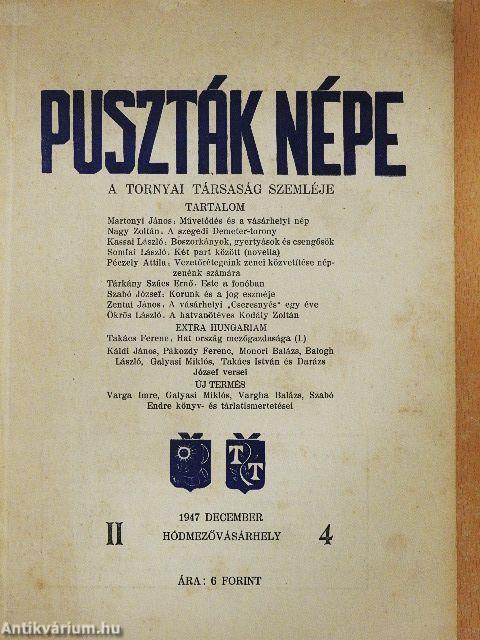 PUSZTÁK NÉPE
A TORNYAI TÁRSASÁG SZEMLÉJE
TARTALOM
Martonyi János: Művelődés és a vásárhelyi nép
Nagy Zoltán: A szegedi Demeter-torony
Kassai László: Boszorkányok, gyertyások és csengősök
Somfai László: Két part között (novella)
Péczely Attila: Vezetőrétegeink zenei közvetítése nép-
zenénk számára
Tárkány Szücs Ernő: Este a fonóban
Szabó József: Korunk és a jog eszméje
Zentai János: A vásárhelyi „Cseresnyés" egy éve
Ökrös László: A hatvanötéves Kodály Zoltán
EXTRA HUNGARIAM
Takács Ferenc: Hat ország mezőgazdasága (I.)
Káldi János, Pákozdy Ferenc, Monori Balázs, Balogh
László, Galyasi Miklós, Takács István és Darázs
József versei
ÚJ TERMÉS
Varga Imre, Galyasi Miklós, Vargha Balázs, Szabó
Endre könyv- és tárlatismertetései
T T
II
1947 DECEMBER
HÓDMEZŐVÁSÁRHELY
4
ÁRA: 6 FORINT
Antikvárium.hu